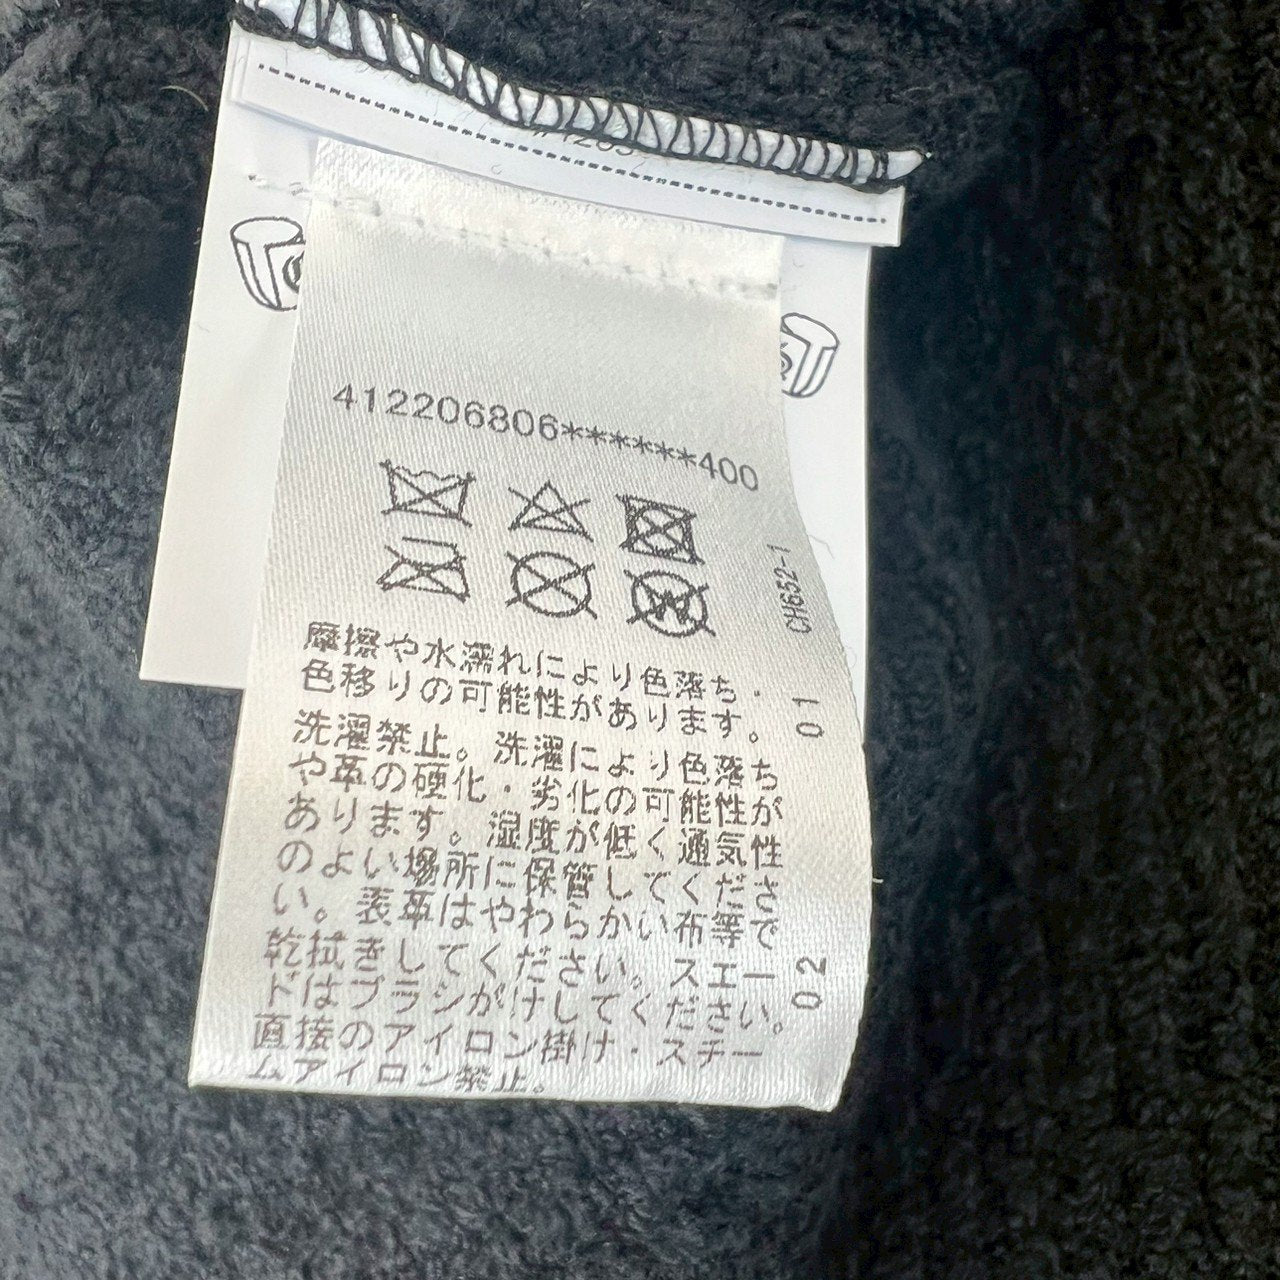 412206806******400
摩擦や水濡れにより色落ち・
色移りの可能性があります。
洗濯禁止。洗濯により色落ち
や革の硬化・劣化の可能性が
あります。湿度が低く通気性
のよい場所に保管してくださ
い。表革はやわらかい布等で
乾拭きしてください。スエー
ドはブラシがけしてください。
直接のアイロン掛け・スチー
ムアイロン禁止。
CH652-1
01
02